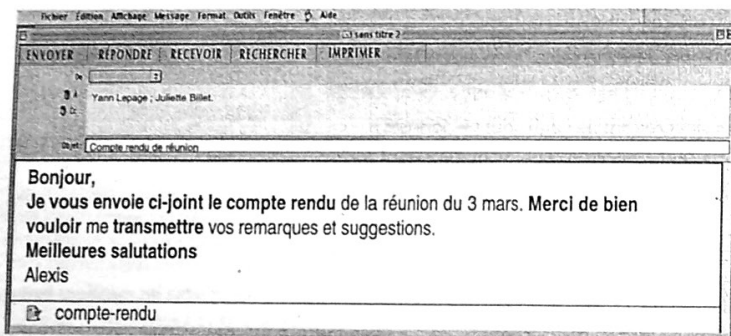 Fichier Édition Affichage Message Format Outils Fenêtre Aide
sans titre 2
ENVOYER RÉPONDRE RECEVOIR RECHERCHER IMPRIMER
De
A
Yann Lepage ; Juliette Billet.
Cc
Objet: Compte rendu de réunion
Bonjour,
Je vous envoie ci-joint le compte rendu de la réunion du 3 mars. Merci de bien
vouloir me transmettre vos remarques et suggestions.
Meilleures salutations
Alexis
compte-rendu